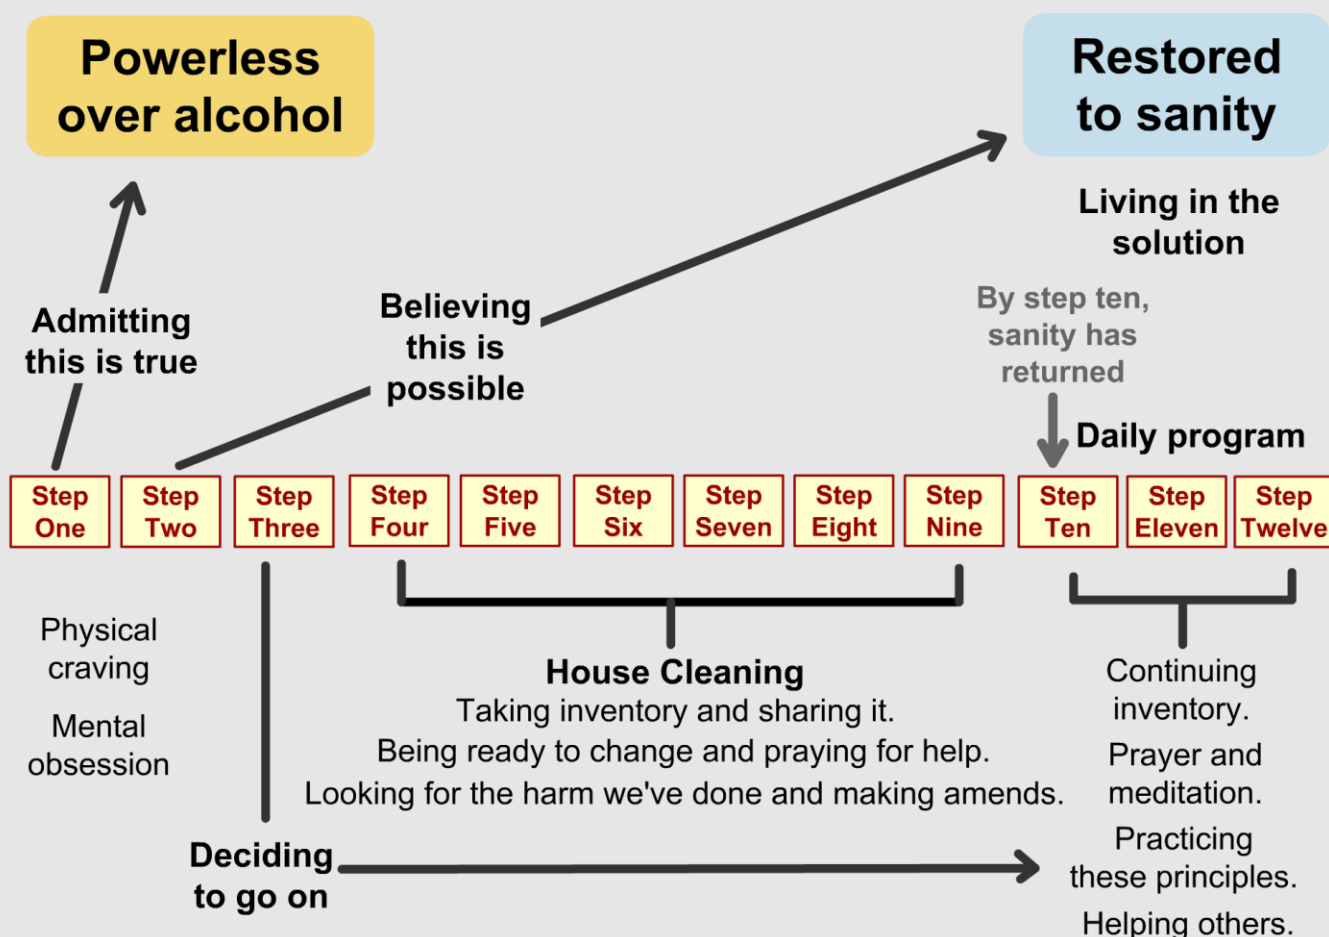 Powerless
over alcohol
Restored
to sanity
Living in the
solution
Admitting
this is true
Believing
this is
possible
By step ten,
sanity has
returned
Daily program
Step
One
Step
Two
Step
Three
Step
Four
Step
Five
Step
Six
Step
Seven
Step
Eight
Step
Nine
Step
Ten
Step
Eleven
Step
Twelve
Physical
craving
Mental
obsession
House Cleaning
Taking inventory and sharing it.
Being ready to change and praying for help.
Looking for the harm we've done and making amends.
Deciding
to go on
Continuing
inventory.
Prayer and
meditation.
Practicing
these principles.
Helping others.